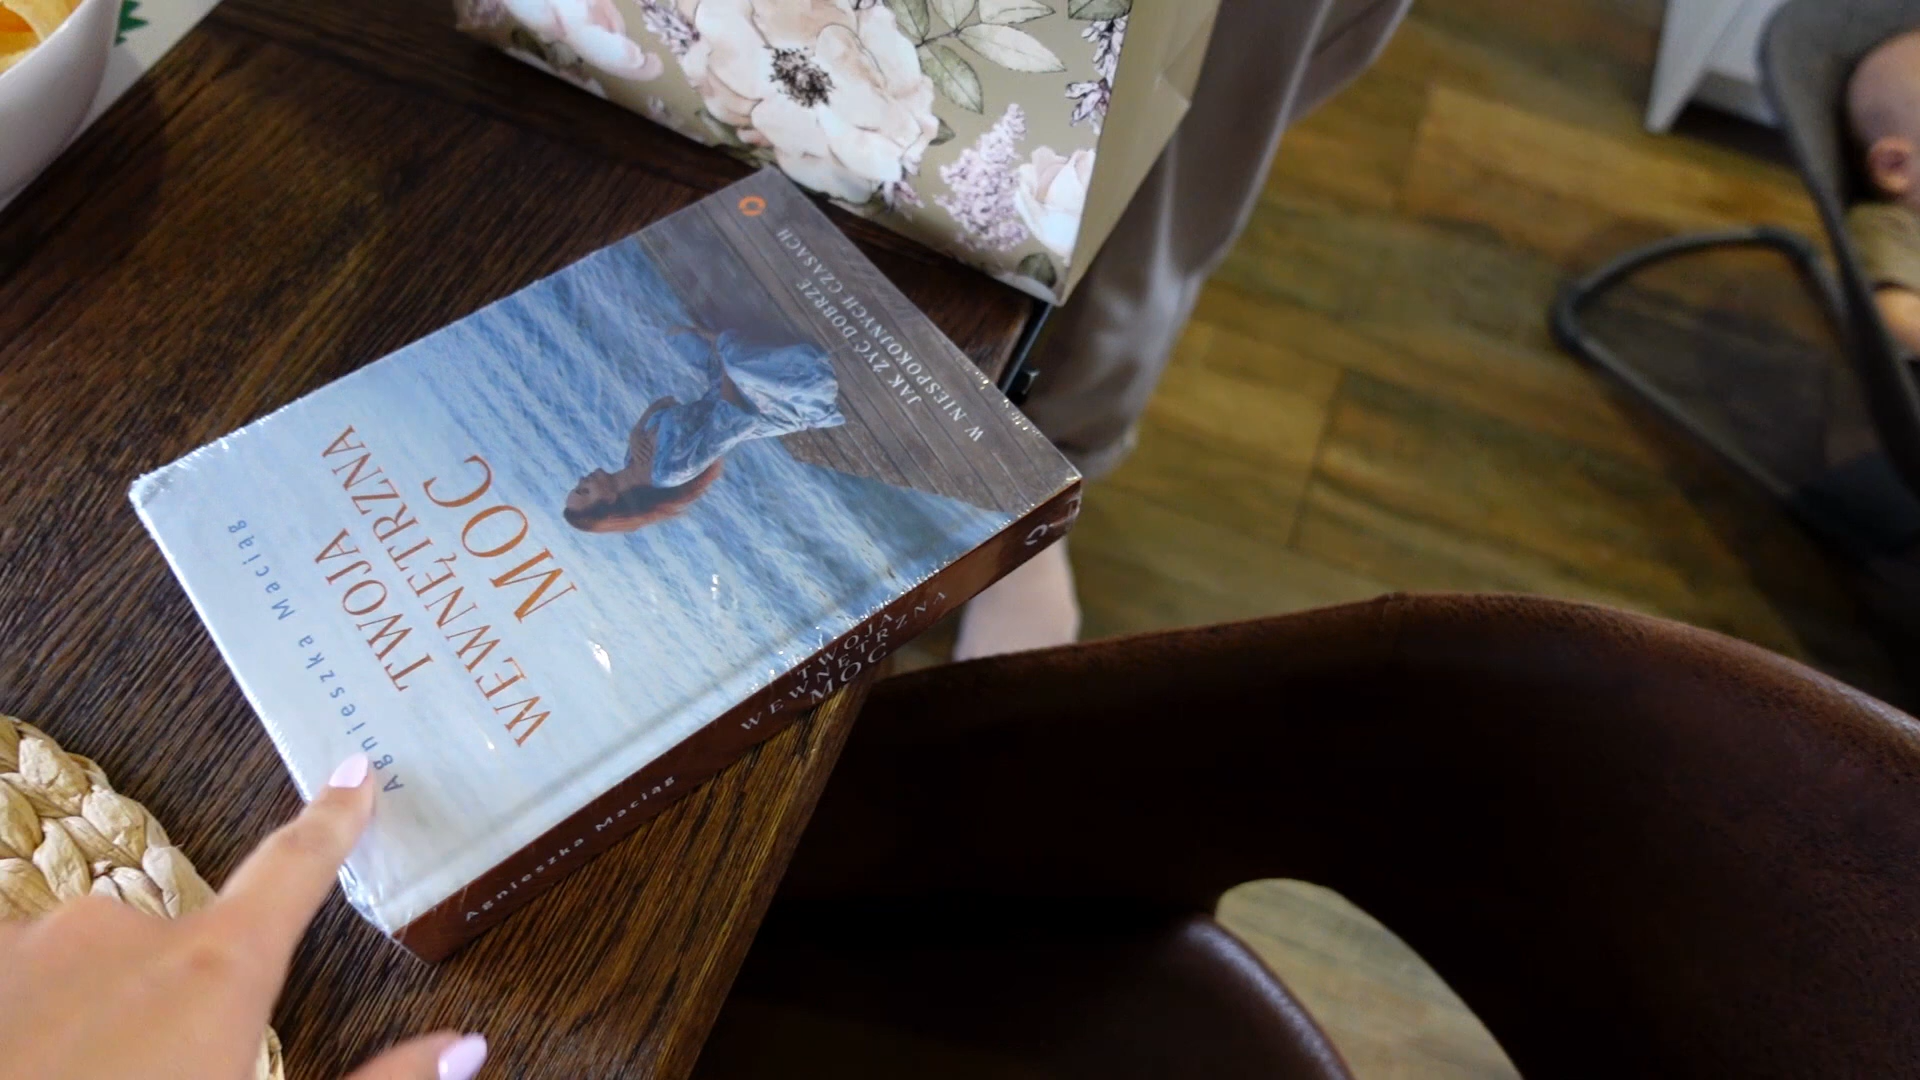 Agnieszka Maciąg
TWOJA
WEWNĘTRZNA
MOC
JAK ŻYĆ DOBRZE
W NIESPOKOJNYCH CZASACH
Agnieszka Maciąg
TWOJA
WEWNĘTRZNA
MOC